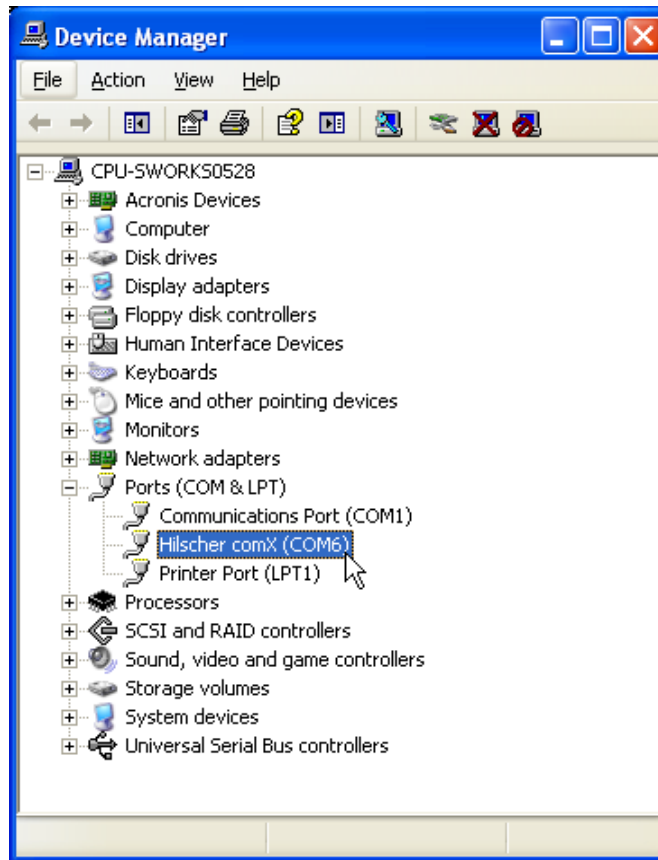 Device Manager
File Action View Help
CPU-SWORKS0528
Acronis Devices
Computer
Disk drives
Display adapters
Floppy disk controllers
Human Interface Devices
Keyboards
Mice and other pointing devices
Monitors
Network adapters
Ports (COM & LPT)
Communications Port (COM1)
Hilscher comX (COM6)
Printer Port (LPT1)
Processors
SCSI and RAID controllers
Sound, video and game controllers
Storage volumes
System devices
Universal Serial Bus controllers